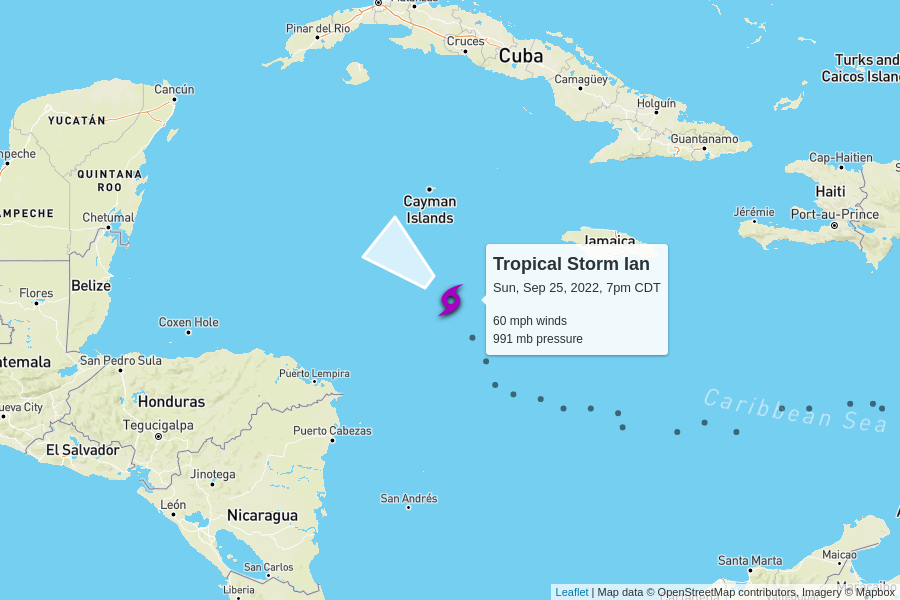 Pinar del Río
Cruces
Cuba
Turks and
Caicos Islan
Camagüey
Cancún
Holguín
YUCATÁN
Guantanamo
mpeche
Cap-Haïtien
QUINTANA
ROO
Haiti
Cayman
Islands
AMPECHE
Chetumal
Jérémie
Port-au-Prince
Jamaica
Tropical Storm Ian
Sun, Sep 25, 2022, 7pm CDT
60 mph winds
991 mb pressure
Belize
Flores
Coxen Hole
atemala
San Pedro Sula
Puerto Lempira
Honduras
Caribbean Sea
ueva City
Tegucigalpa
Puerto Cabezas
El Salvador
Jinotega
San Andrés
León
Nicaragua
Maicao
Santa Marta
San Carlos
Liberia
Leaflet | Map data © OpenStreetMap contributors, Imagery © Mapbox